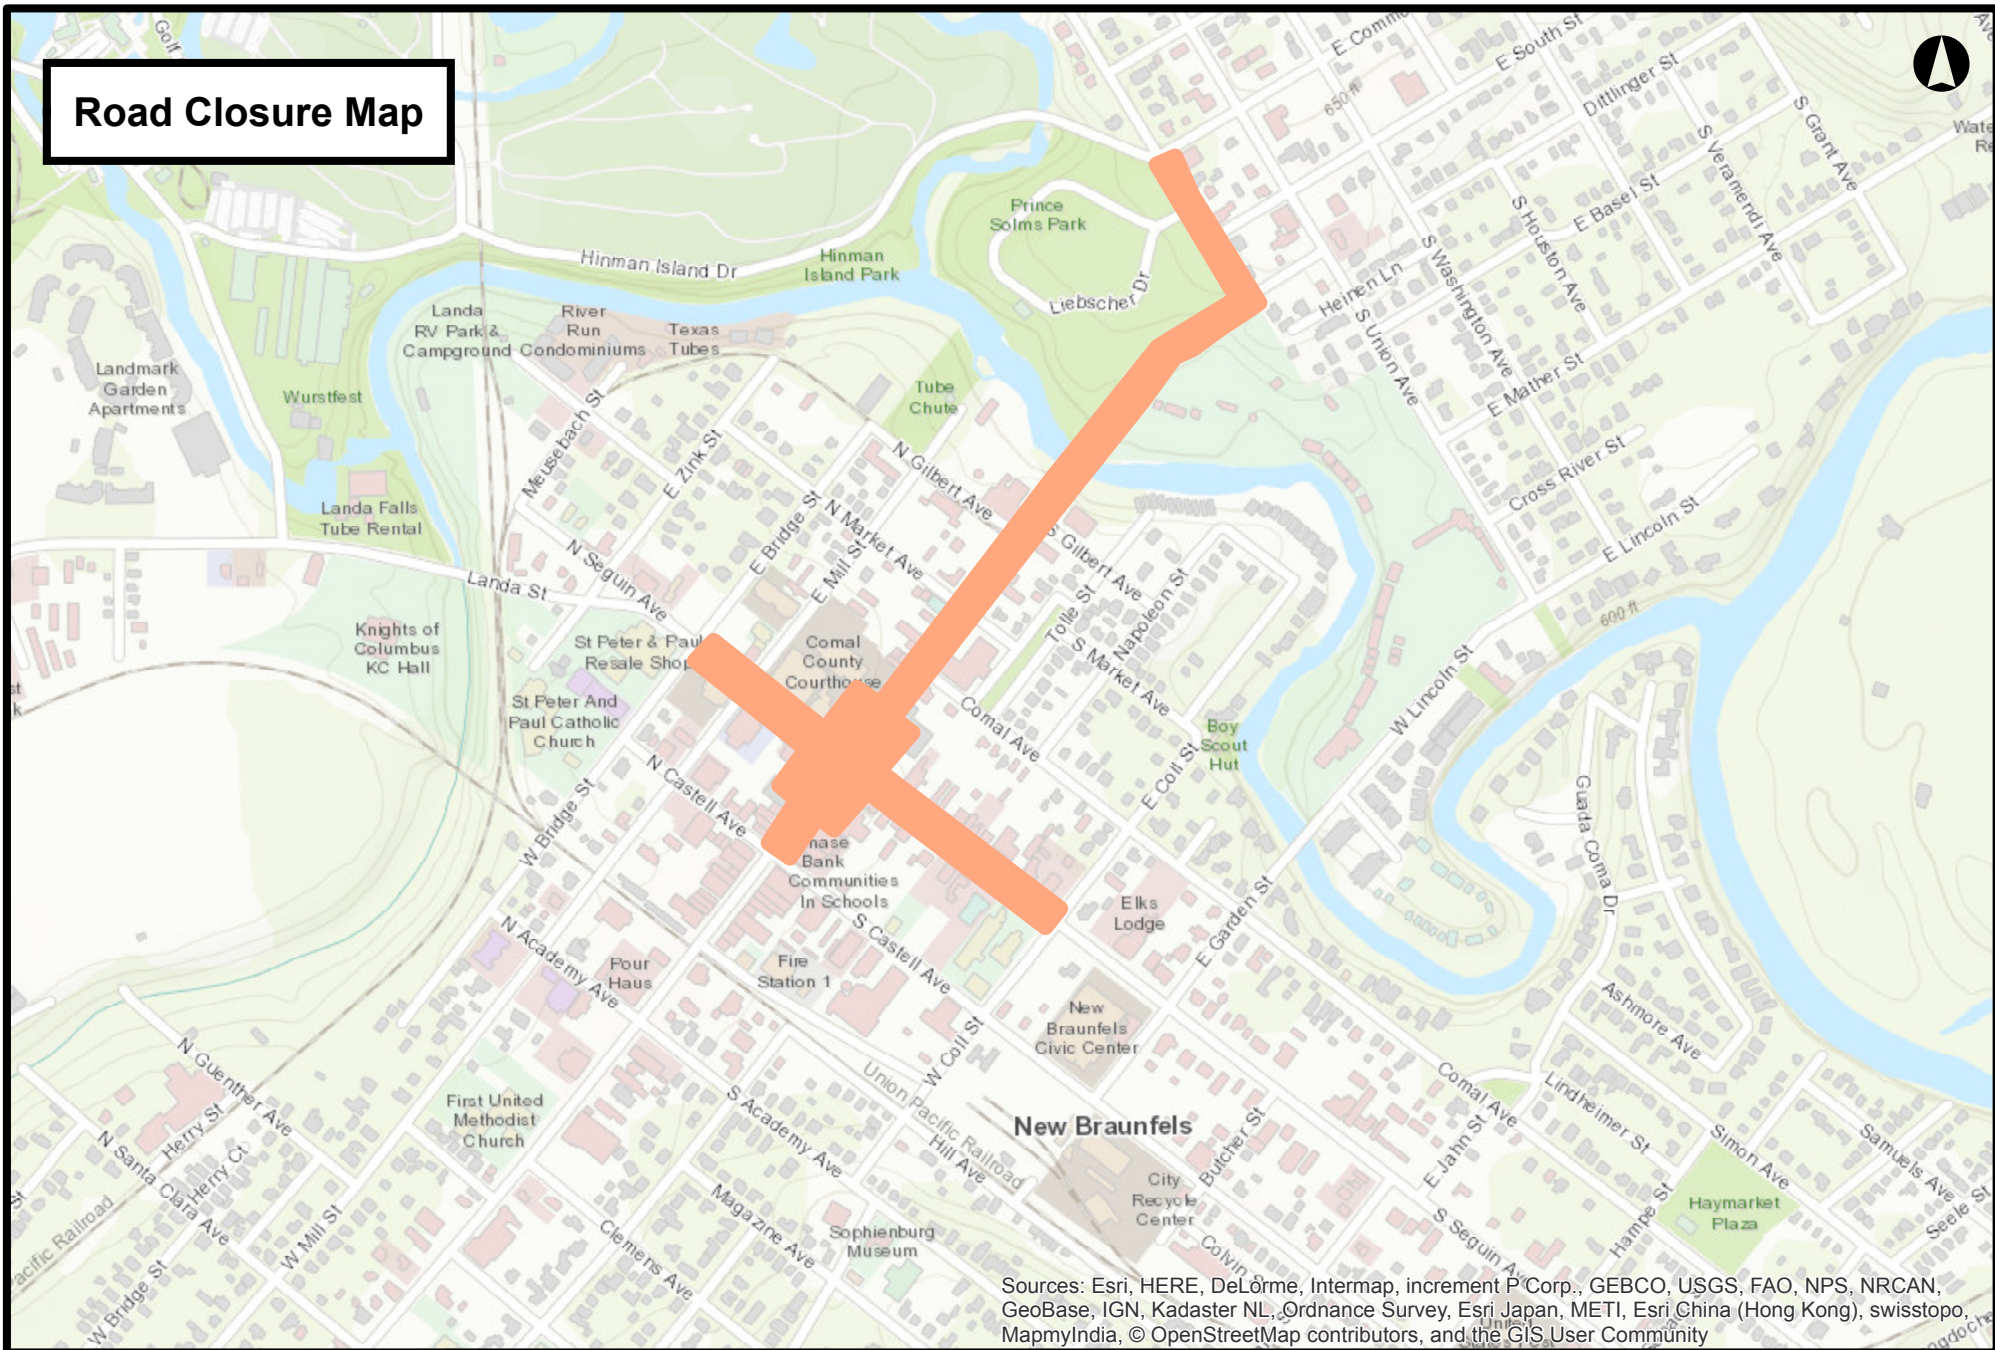 Road Closure Map
Golf
E Comm
E South St
Dittlinger St
650 ft
S Grant Ave
S Veramendi Ave
Wate
Re
Prince
Solms Park
S Houston Ave
E Basel St
Hinman Island Dr
Hinman
Island Park
Liebscher Dr
Heinen Ln
S Washington Ave
S Union Ave
Landa
RV Park &
Campground
River
Run
Condominiums
Texas
Tubes
Landmark
Garden
Apartments
Wurstfest
Tube
Chute
E Mather St
Meusebach St
E Zink St
N Gilbert Ave
Cross River St
Landa Falls
Tube Rental
E Bridge St
N Market Ave
E Mill St
S Gilbert Ave
E Lincoln St
N Seguin Ave
Landa St
Napoleon St
Tolle St
600 ft
Knights of
Columbus
KC Hall
St Peter & Paul
Resale Shop
Comal
County
Courthouse
S Market Ave
W Lincoln St
St Peter And
Paul Catholic
Church
Comal Ave
Boy
Scout
Hut
E Coll St
N Castell Ave
W Bridge St
Guada Coma Dr
hase
Bank
Communities
In Schools
Elks
Lodge
E Garden St
S Castell Ave
N Academy Ave
Pour
Haus
Fire
Station 1
New
Braunfels
Civic Center
Ashmore Ave
W Coll St
N Guenther Ave
Union Pacific Railroad
Comal Ave
Lindheimer St
First United
Methodist
Church
S Academy Ave
New Braunfels
Hill Ave
Butcher St
E Jahn St
Simon Ave
Samuels Ave
Herry St
Herry Ct
N Santa Clara Ave
City
Recycle
Center
Haymarket
Plaza
Seele St
Magazine Ave
Sophienburg
Museum
S Seguin Av
Hampe St
Pacific Railroad
W Mill St
Clemens Ave
Colvin S
W Bridge St
Sources: Esri, HERE, DeLorme, Intermap, increment P Corp., GEBCO, USGS, FAO, NPS, NRCAN,
GeoBase, IGN, Kadaster NL, Ordnance Survey, Esri Japan, METI, Esri China (Hong Kong), swisstopo,
MapmyIndia, © OpenStreetMap contributors, and the GIS User Community